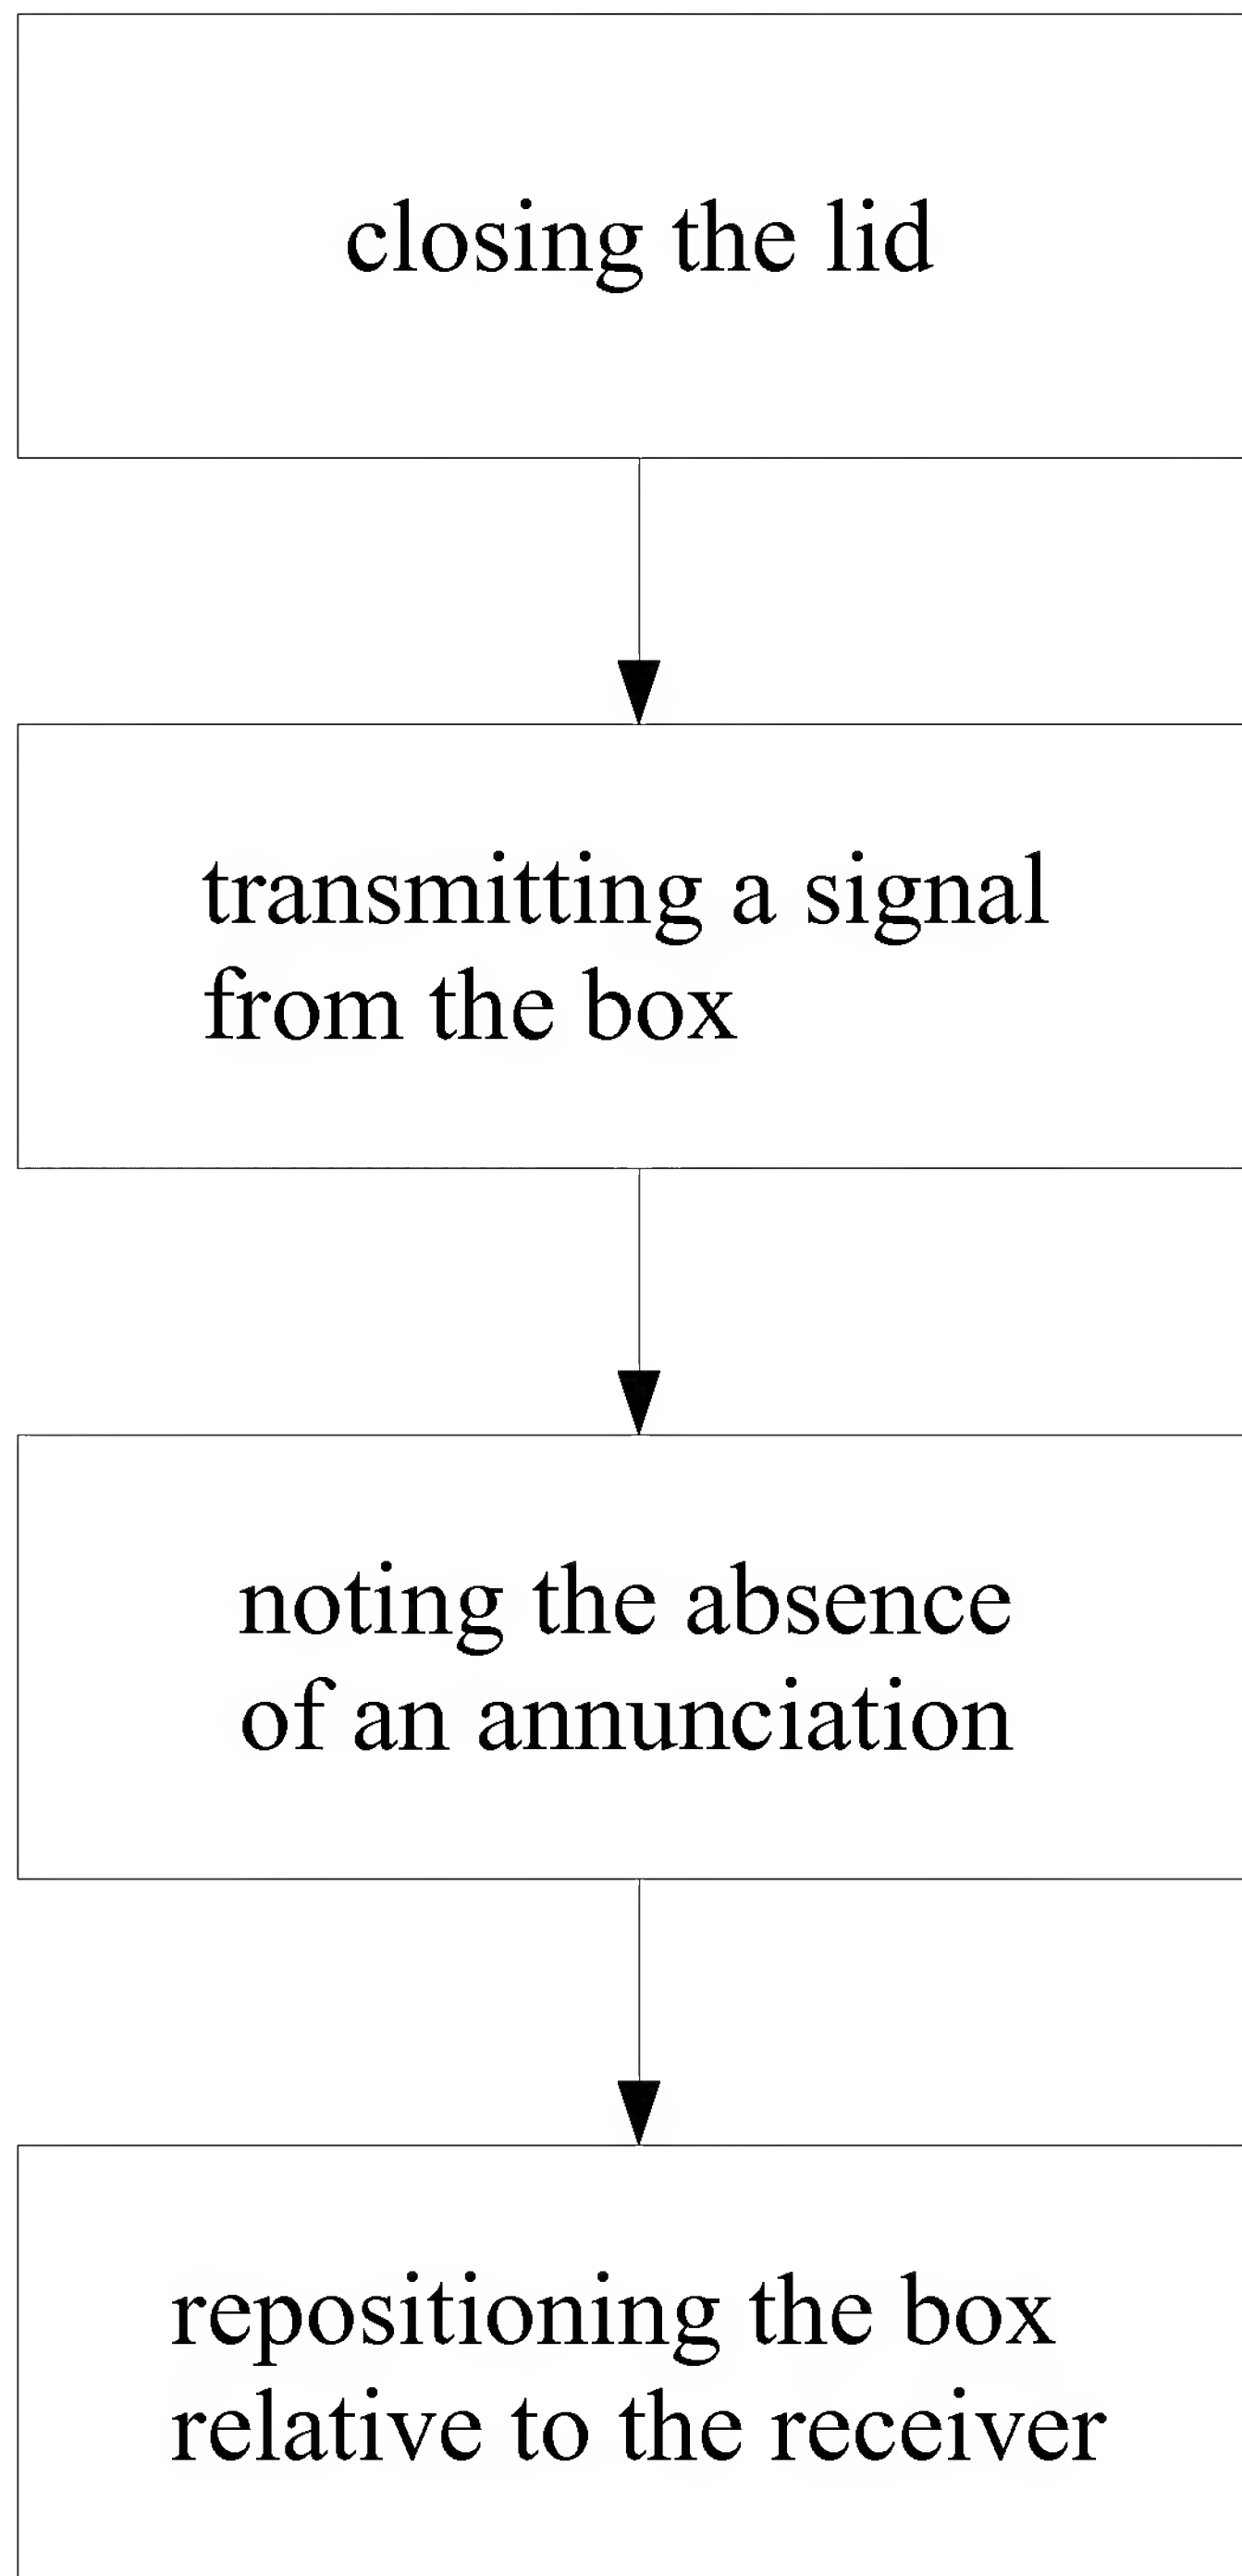 closing the lid
transmitting a signal
from the box
noting the absence
of an annunciation
repositioning the box
relative to the receiver